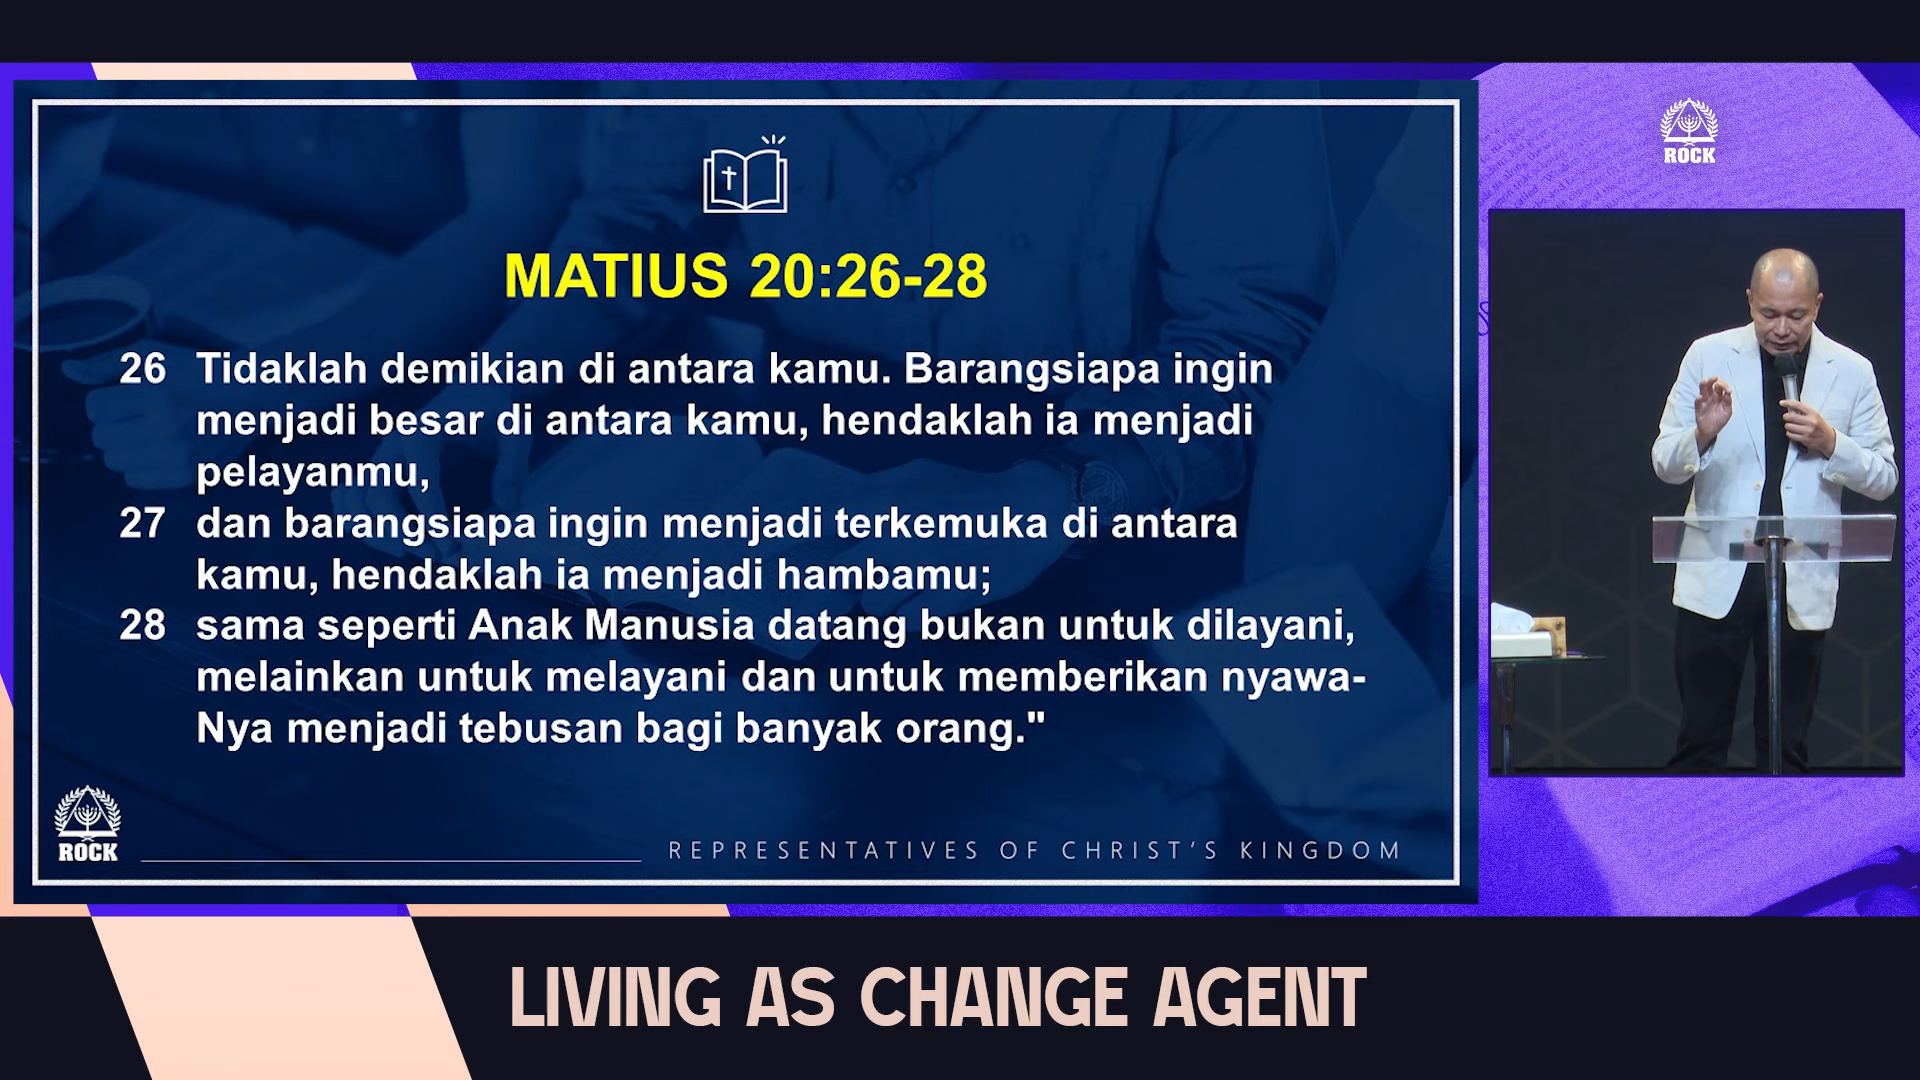 ROCK
MATIUS 20:26-28
26 Tidaklah demikian di antara kamu. Barangsiapa ingin
menjadi besar di antara kamu, hendaklah ia menjadi
pelayanmu,
27 dan barangsiapa ingin menjadi terkemuka di antara
kamu, hendaklah ia menjadi hambamu;
28 sama seperti Anak Manusia datang bukan untuk dilayani,
melainkan untuk melayani dan untuk memberikan nyawa-
Nya menjadi tebusan bagi banyak orang."
ROCK
REPRESENTATIVES OF CHRIST'S KINGDOM
LIVING AS CHANGE AGENT